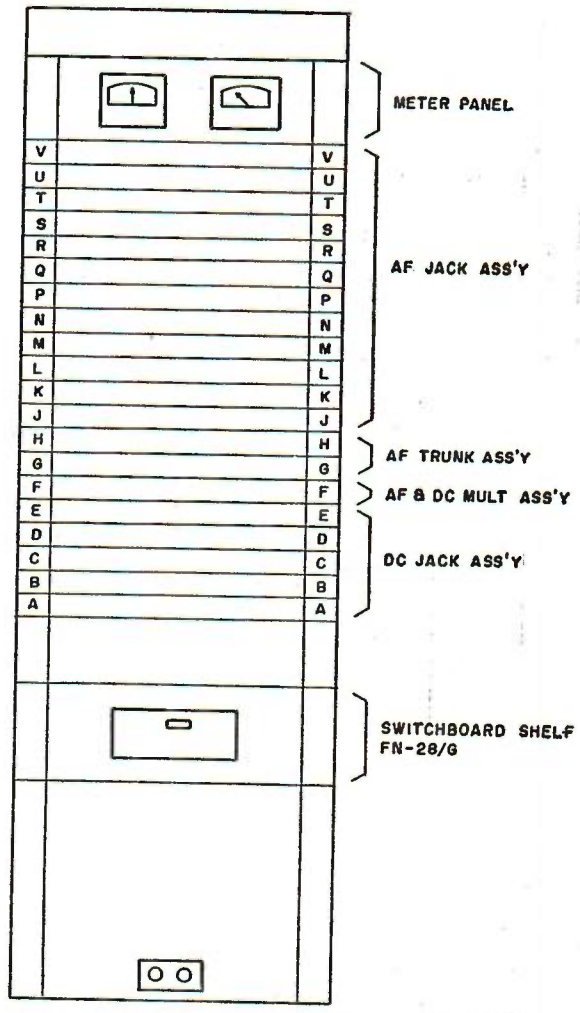 METER PANEL
V V
U U
T T
S S
R R
AF JACK ASS'Y
Q Q
P P
N N
M M
L L
K K
J J
H H
AF TRUNK ASS'Y
G G
F F AF & DC MULT ASS'Y
E E
D D
C C DC JACK ASS'Y
B B
A A
SWITCHBOARD SHELF
FN-28/G